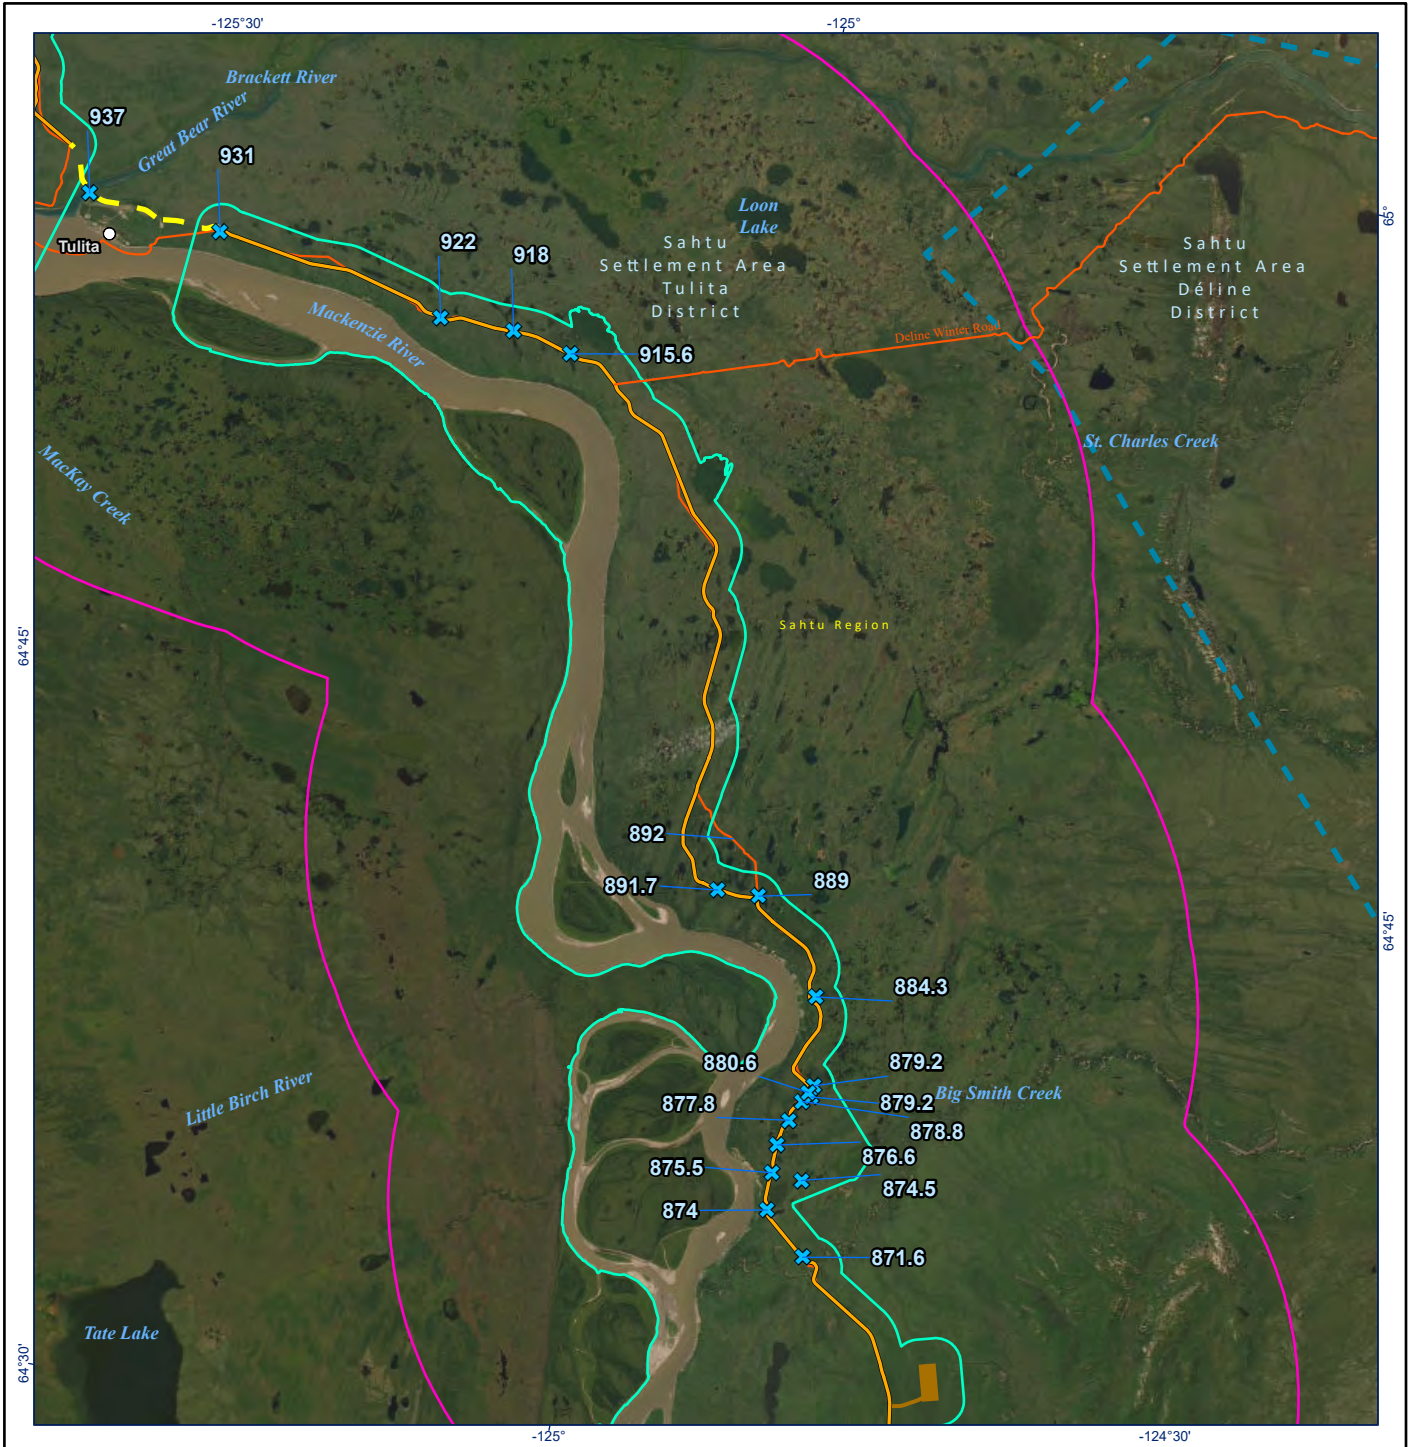 -125°30'
-125°
Brackett River
Great Bear River
937
931
Loon
Lake
65°
Tulita
922
918
Sahtu
Settlement Area
Tulita
District
Sahtu
Settlement Area
Déline
District
Mackenzie River
Deline Winter Road
915.6
MacKay Creek
St. Charles Creek
Sahtu Region
64°45'
892
891.7
889
64°45'
884.3
880.6
879.2
Big Smith Creek
879.2
877.8
878.8
Little Birch River
876.6
875.5
874.5
874
871.6
Tate Lake
64°30'
-125°
-124°30'